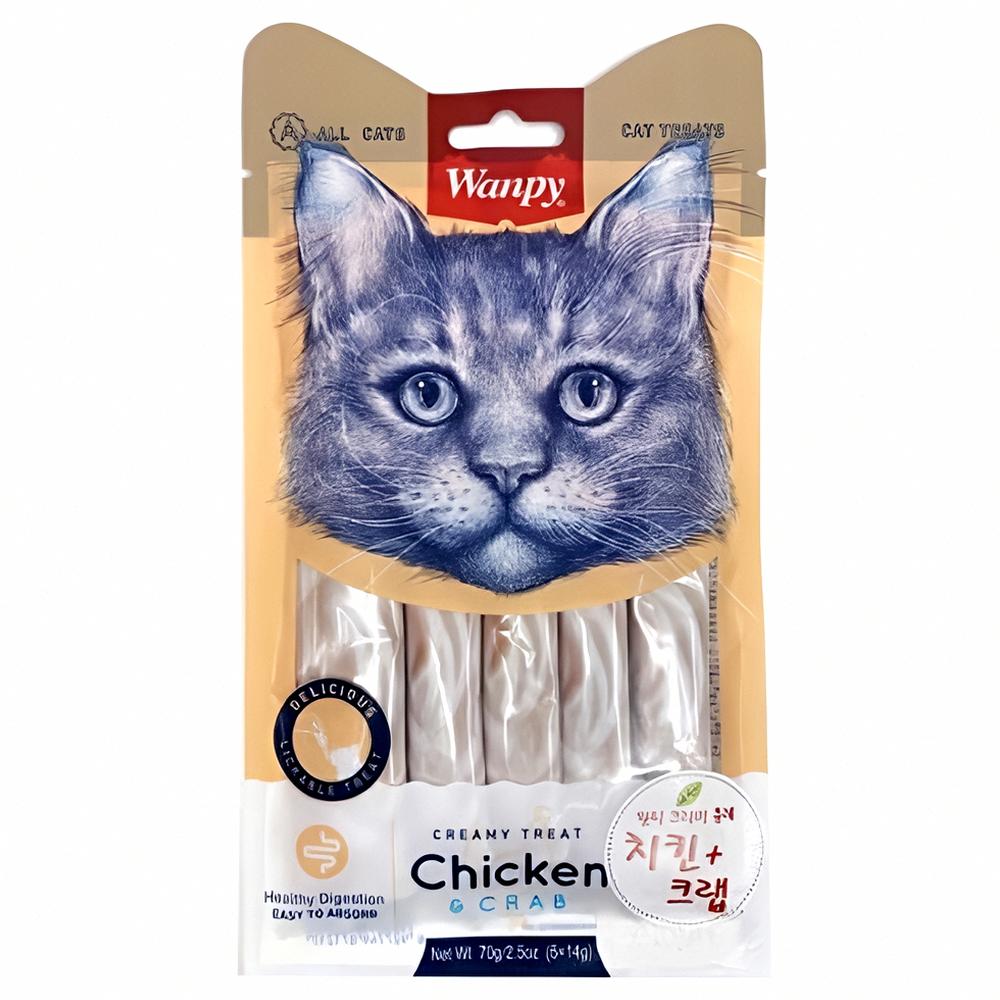 ALL CATS
CAT TREATS
Wanpy
DELICIOUS
LICKABLE TREAT
CREAMY TREAT
Chicken
& CRAB
Healthy Digestion
EASY TO ABSORB
치킨+
크랩
Net Wt. 70g/2.5oz. (5×14g)